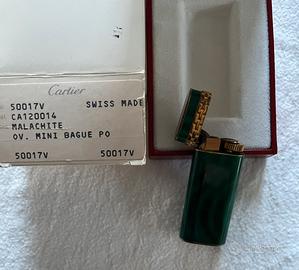 Cartier
50017V SWISS MADE
CA120014
MALACHITE
OV. MINI BAGUE PO
50017V 50017V